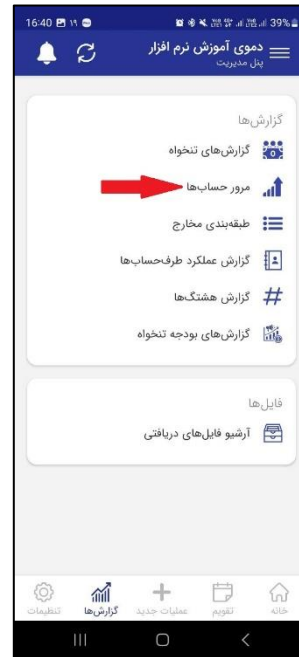 16:40 ١٩ 39%
دموی آموزش نرم افزار
پنل مدیریت
گزارش‌ها
گزارش‌های تنخواه
مرور حساب‌ها
طبقه‌بندی مخارج
گزارش عملکرد طرف‌حساب‌ها
گزارش هشتگ‌ها
گزارش‌های بودجه تنخواه
فایل‌ها
آرشیو فایل‌های دریافتی
خانه تقویم عملیات جدید گزارش‌ها تنظیمات